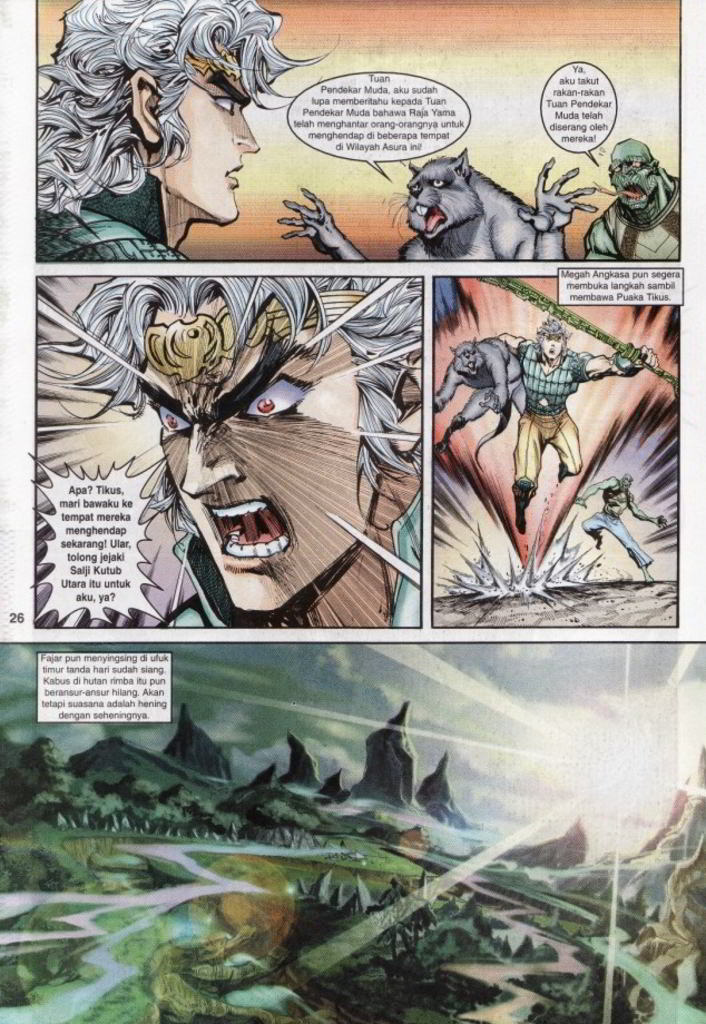 Tuan
Pendekar Muda, aku sudah
lupa memberitahu kepada Tuan
Pendekar Muda bahawa Raja Yama
telah menghantar orang-orangnya untuk
menghendap di beberapa tempat
di Wilayah Asura ini!
Ya,
aku takut
rakan-rakan
Tuan Pendekar
Muda telah
diserang oleh
mereka!
Apa? Tikus,
mari bawaku ke
tempat mereka
menghendap
sekarang! Ular,
tolong jejaki
Salji Kutub
Utara itu untuk
aku, ya?
Megah Angkasa pun segera
membuka langkah sambil
membawa Puaka Tikus.
26
Fajar pun menyingsing di ufuk
timur tanda hari sudah siang.
Kabus di hutan rimba itu pun
beransur-ansur hilang. Akan
tetapi suasana adalah hening
dengan seheningnya.